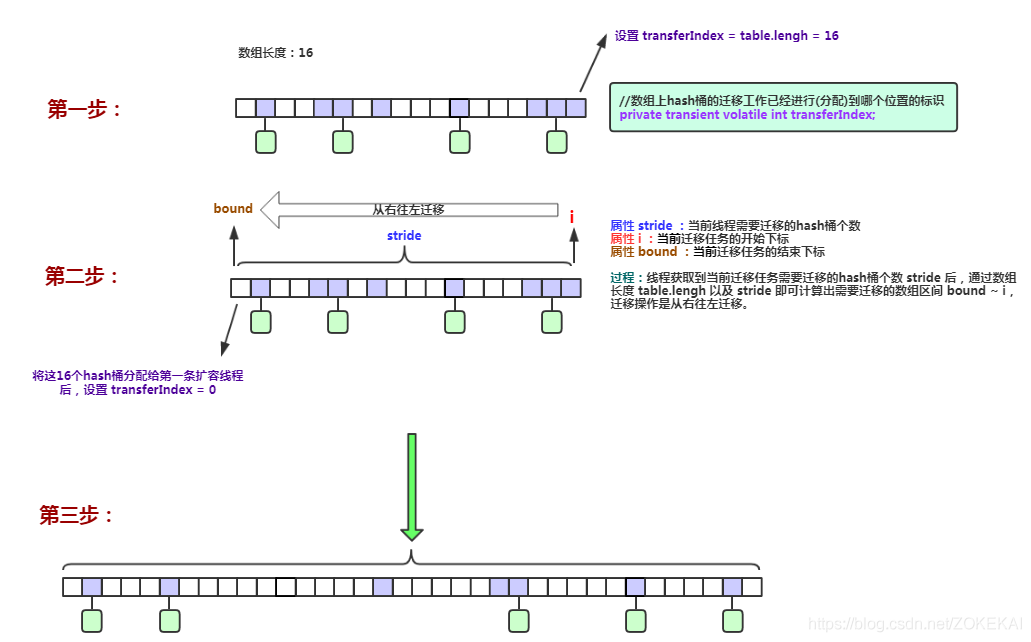 设置 transferIndex = table.lengh = 16
数组长度：16
第一步：
//数组上hash桶的迁移工作已经进行(分配)到哪个位置的标识
private transient volatile int transferIndex;
bound
从右往左迁移
i
stride
属性 stride ：当前线程需要迁移的hash桶个数
属性 i ：当前迁移任务的开始下标
属性 bound ：当前迁移任务的结束下标
第二步：
过程：线程获取到当前迁移任务需要迁移的hash桶个数 stride 后，通过数组
长度 table.lengh 以及 stride 即可计算出需要迁移的数组区间 bound ~ i，
迁移操作是从右往左迁移。
将这16个hash桶分配给第一条扩容线程
后，设置 transferIndex = 0
第三步：
https://blog.csdn.net/ZOKEKAI